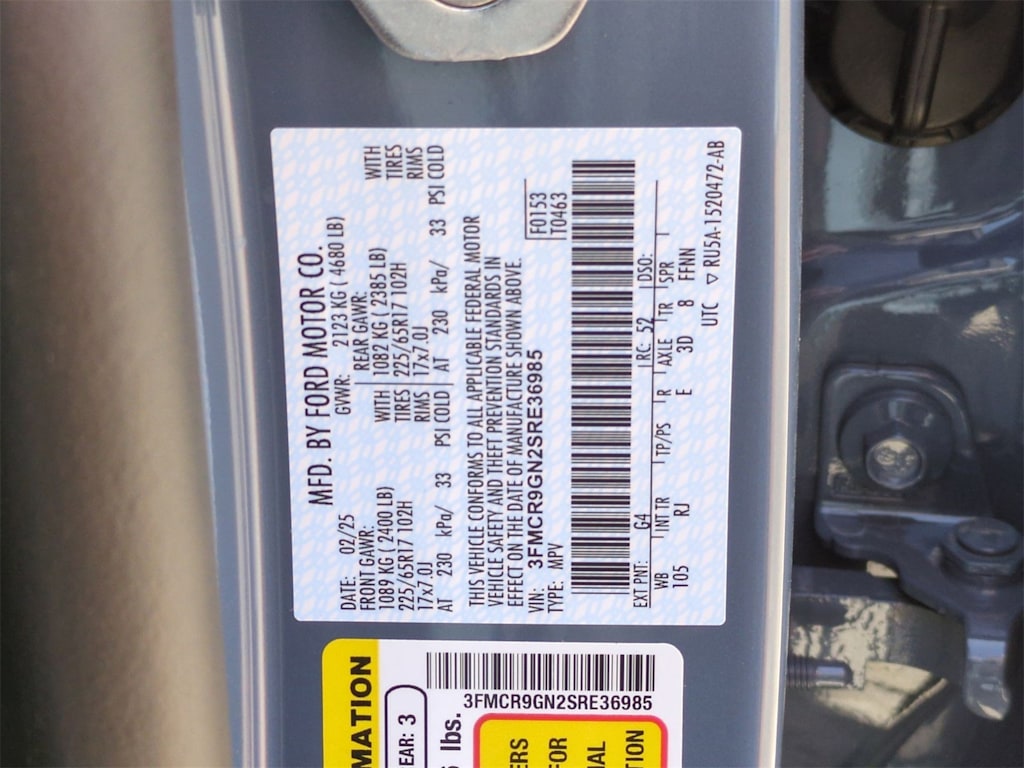 MFD. BY FORD MOTOR CO.
DATE: 02/25 GVWR: 2123 KG ( 4680 LB)
FRONT GAWR: REAR GAWR:
1089 KG ( 2400 LB) WITH 1082 KG ( 2385 LB) WITH
225/65R17 102H TIRES 225/65R17 102H TIRES
17x7.0J RIMS 17x7.0J RIMS
AT 230 kPa/ 33 PSI COLD AT 230 kPa/ 33 PSI COLD
THIS VEHICLE CONFORMS TO ALL APPLICABLE FEDERAL MOTOR
VEHICLE SAFETY AND THEFT PREVENTION STANDARDS IN
EFFECT ON THE DATE OF MANUFACTURE SHOWN ABOVE.
VIN: 3FMCR9GN2SRE36985 F0153
TYPE: MPV T0463
EXT PNT: G4 RC: 52 DSO:
WB INT TR TP/PS R AXLE TR SPR
105 RJ E 3D 8 FFNN
UTC ▽ RU5A-1520472-AB
MATION
3FMCR9GN2SRE36985
EAR: 3
lbs.
ERS
FOR
NAL
TION